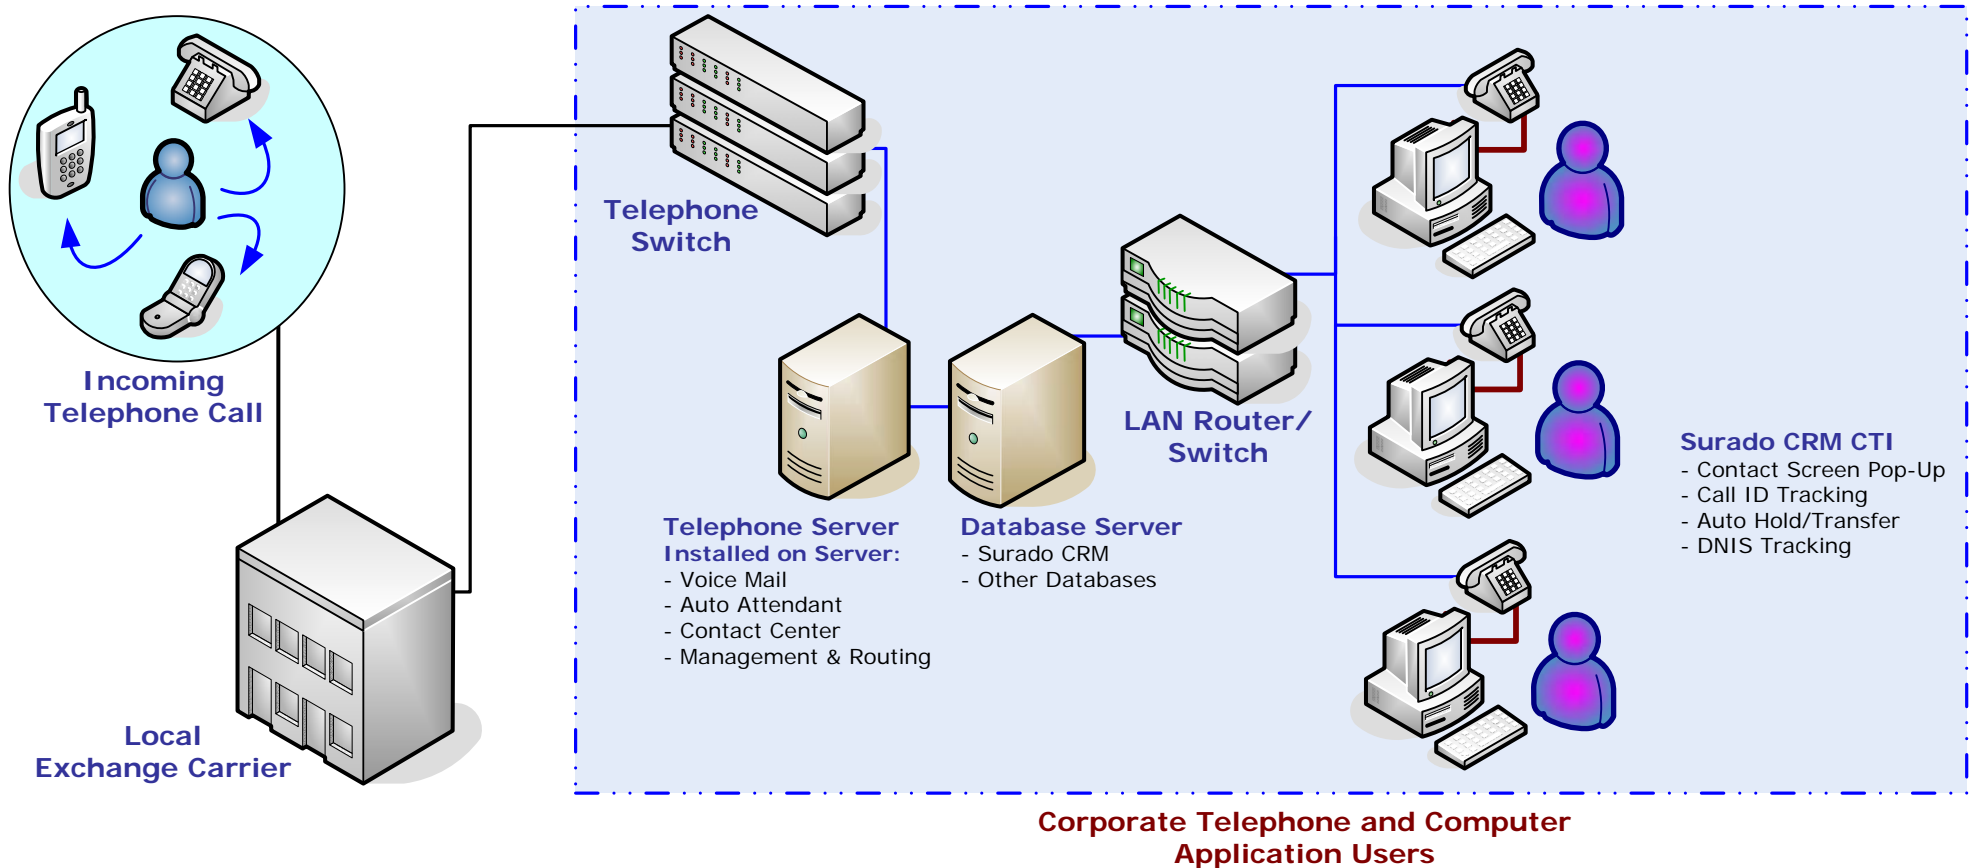 Incoming
Telephone Call
Local
Exchange Carrier
Telephone
Switch
Telephone Server
Installed on Server:
- Voice Mail
- Auto Attendant
- Contact Center
- Management & Routing
Database Server
- Surado CRM
- Other Databases
LAN Router/
Switch
Surado CRM CTI
- Contact Screen Pop-Up
- Call ID Tracking
- Auto Hold/Transfer
- DNIS Tracking
Corporate Telephone and Computer
Application Users